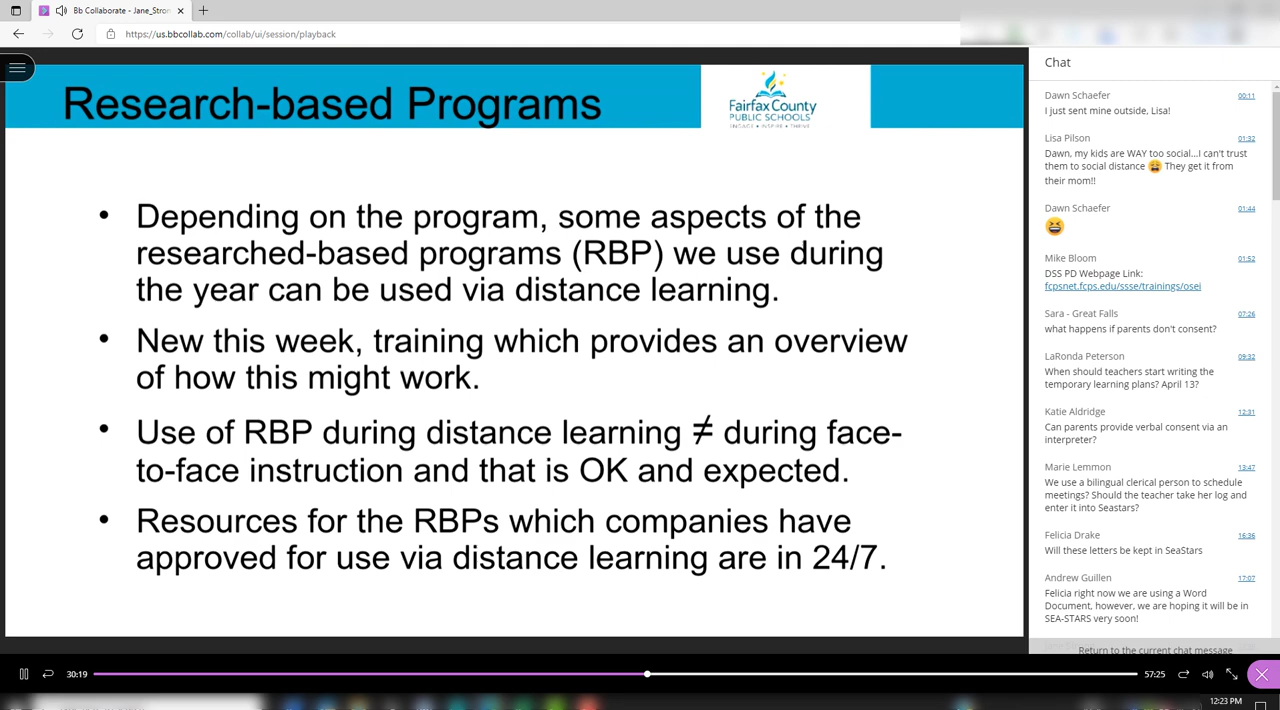 Bb Collaborate - Jane_Stron
https://us.bbcollab.com/collab/ui/session/playback
Research-based Programs
Fairfax County
PUBLIC SCHOOLS
ENGAGE • INSPIRE • THRIVE
• Depending on the program, some aspects of the
researched-based programs (RBP) we use during
the year can be used via distance learning.
• New this week, training which provides an overview
of how this might work.
• Use of RBP during distance learning ≠ during face-
to-face instruction and that is OK and expected.
• Resources for the RBPs which companies have
approved for use via distance learning are in 24/7.
Chat
Dawn Schaefer 00:11
I just sent mine outside, Lisa!
Lisa Pilson 01:32
Dawn, my kids are WAY too social...I can't trust
them to social distance 😫 They get it from
their mom!!
Dawn Schaefer 01:44
😆
Mike Bloom 01:52
DSS PD Webpage Link:
fcpsnet.fcps.edu/ssse/trainings/osei
Sara - Great Falls 07:26
what happens if parents don't consent?
LaRonda Peterson 09:32
When should teachers start writing the
temporary learning plans? April 13?
Katie Aldridge 12:31
Can parents provide verbal consent via an
interpreter?
Marie Lemmon 13:47
We use a bilingual clerical person to schedule
meetings? Should the teacher take her log and
enter it into Seastars?
Felicia Drake 16:36
Will these letters be kept in SeaStars
Andrew Guillen 17:07
Felicia right now we are using a Word
Document, however, we are hoping it will be in
SEA-STARS very soon!
Return to the current chat message
30:19
57:25
12:23 PM